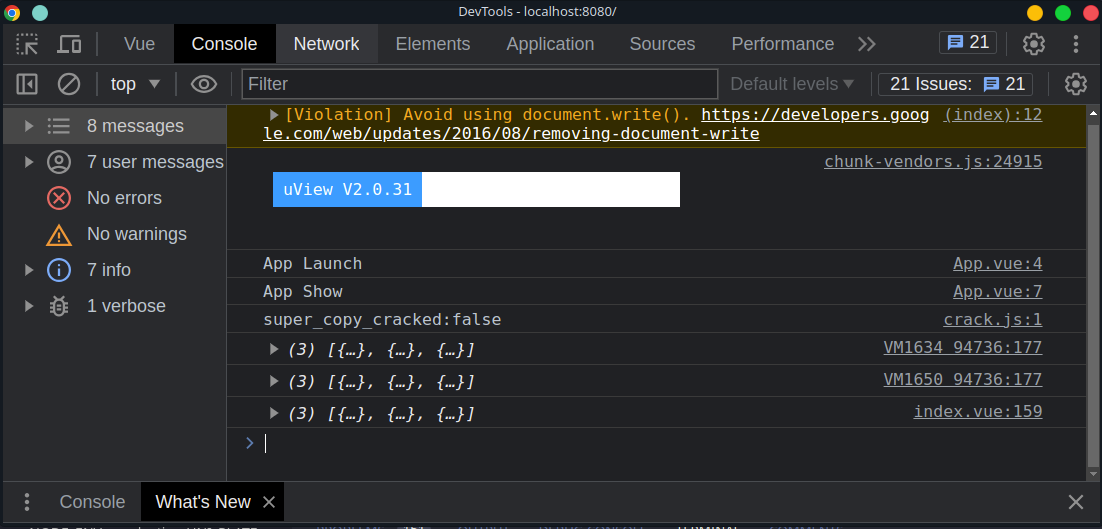 DevTools - localhost:8080/
Vue Console Network Elements Application Sources Performance 21
top Filter Default levels 21 Issues: 21
8 messages
7 user messages
No errors
No warnings
7 info
1 verbose
[Violation] Avoid using document.write(). https://developers.goog (index):12
le.com/web/updates/2016/08/removing-document-write
chunk-vendors.js:24915
uView V2.0.31
App Launch App.vue:4
App Show App.vue:7
super_copy_cracked:false crack.js:1
(3) [{…}, {…}, {…}] VM1634 94736:177
(3) [{…}, {…}, {…}] VM1650 94736:177
(3) [{…}, {…}, {…}] index.vue:159
Console What's New